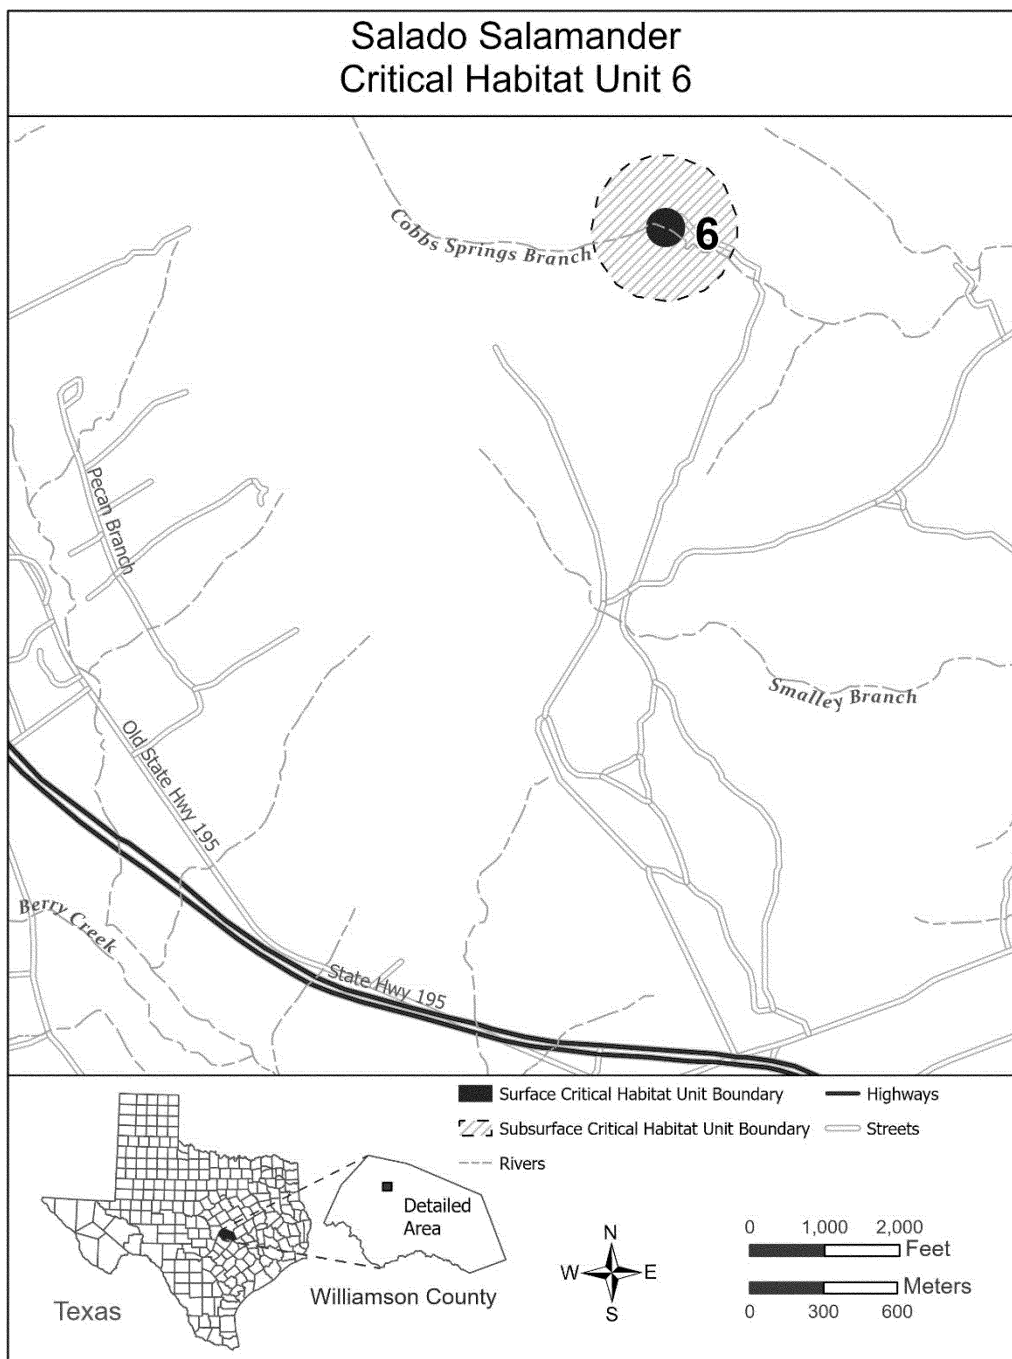 Salado Salamander
Critical Habitat Unit 6
Cobbs Springs Branch
6
Pecan Branch
Smalley Branch
Old State Hwy 195
Berry Creek
State Hwy 195
Surface Critical Habitat Unit Boundary
Highways
Subsurface Critical Habitat Unit Boundary
Streets
Rivers
Detailed
Area
Texas
Williamson County
N
W
E
S
0 1,000 2,000
Feet
Meters
0 300 600